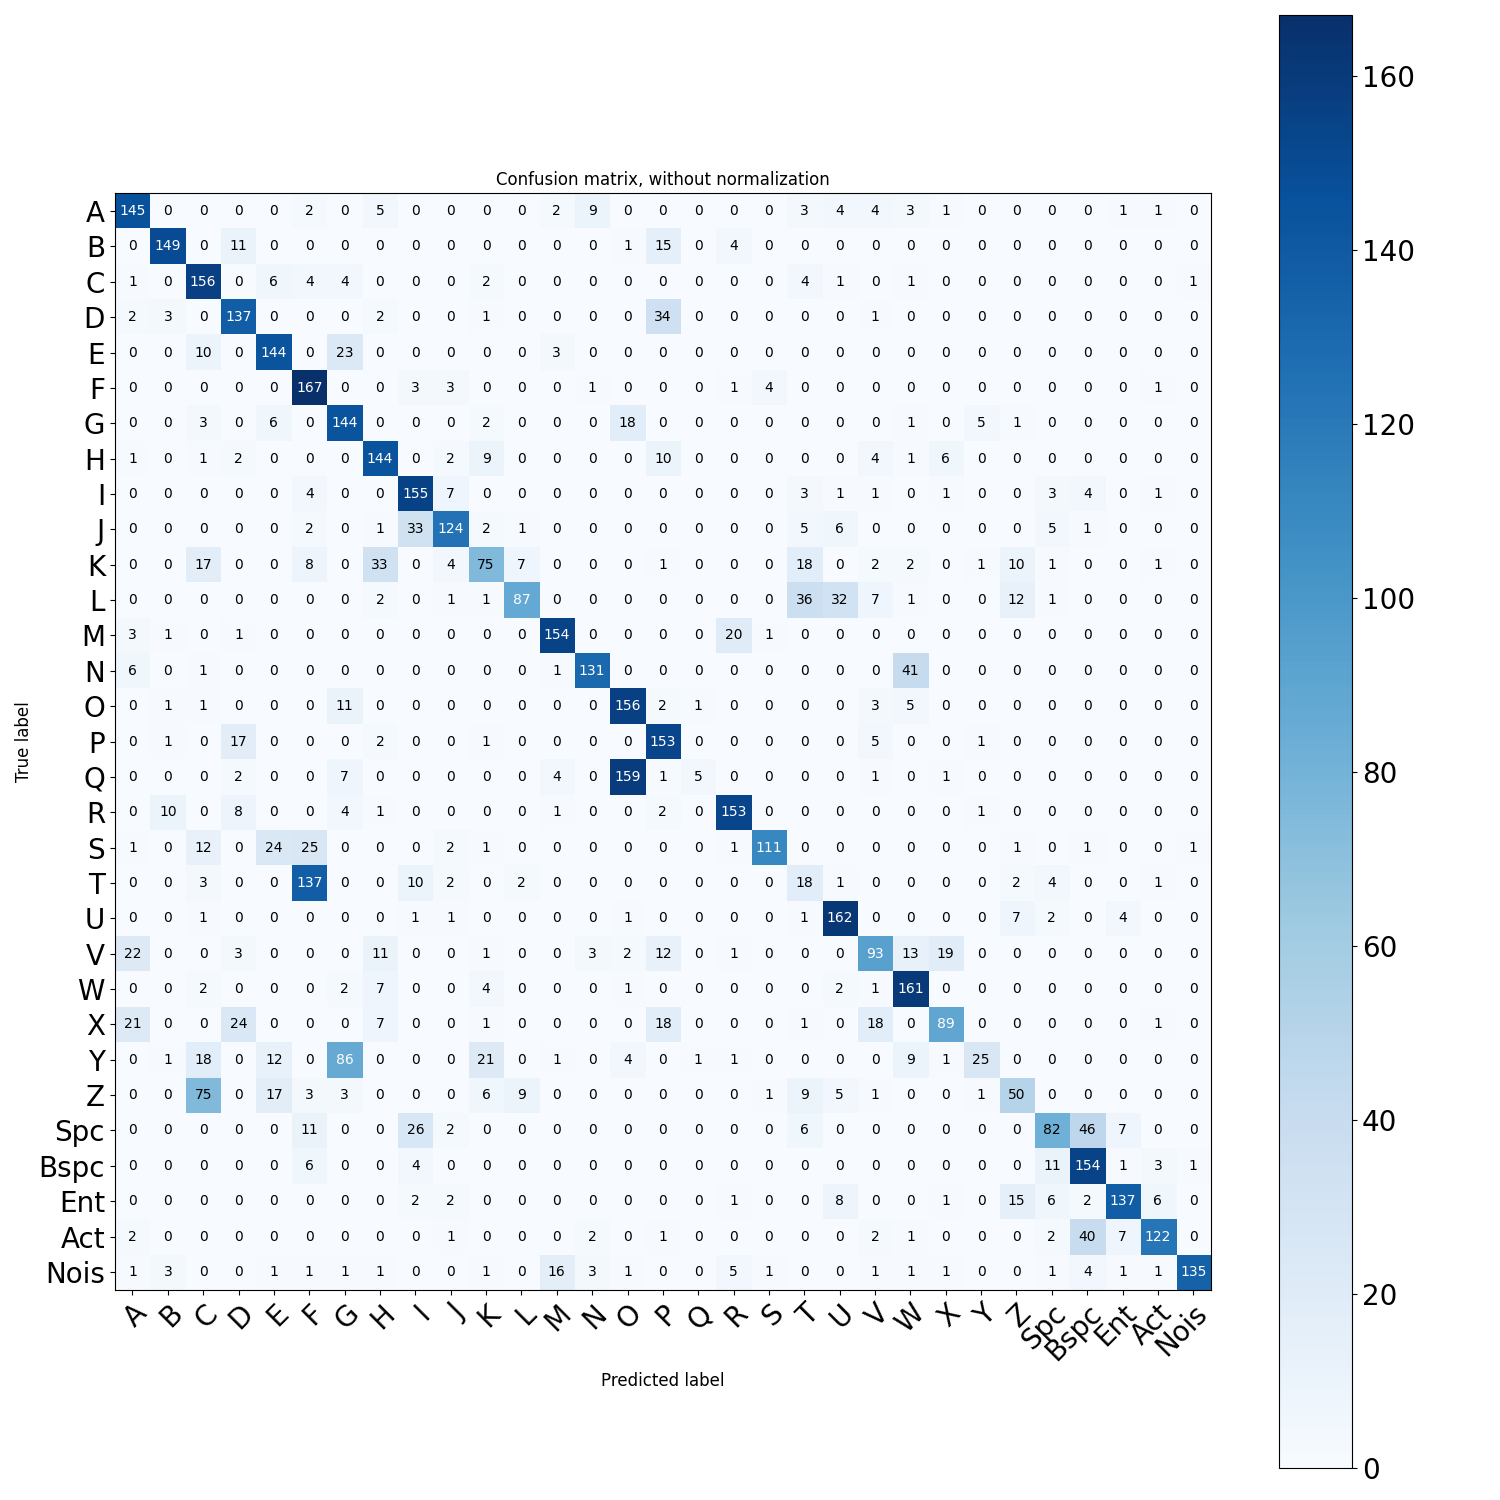 Confusion matrix, without normalization
A 145 0 0 0 0 2 0 5 0 0 0 0 2 9 0 0 0 0 0 3 4 4 3 1 0 0 0 0 1 1 0
B 0 149 0 11 0 0 0 0 0 0 0 0 0 0 1 15 0 4 0 0 0 0 0 0 0 0 0 0 0 0 0
C 1 0 156 0 6 4 4 0 0 0 2 0 0 0 0 0 0 0 0 4 1 0 1 0 0 0 0 0 0 0 1
D 2 3 0 137 0 0 0 2 0 0 1 0 0 0 0 34 0 0 0 0 0 1 0 0 0 0 0 0 0 0 0
E 0 0 10 0 144 0 23 0 0 0 0 0 3 0 0 0 0 0 0 0 0 0 0 0 0 0 0 0 0 0 0
F 0 0 0 0 0 167 0 0 3 3 0 0 0 1 0 0 0 1 4 0 0 0 0 0 0 0 0 0 0 1 0
G 0 0 3 0 6 0 144 0 0 0 2 0 0 0 18 0 0 0 0 0 0 0 1 0 5 1 0 0 0 0 0
H 1 0 1 2 0 0 0 144 0 2 9 0 0 0 0 10 0 0 0 0 0 4 1 6 0 0 0 0 0 0 0
I 0 0 0 0 0 4 0 0 155 7 0 0 0 0 0 0 0 0 0 3 1 1 0 1 0 0 3 4 0 1 0
J 0 0 0 0 0 2 0 1 33 124 2 1 0 0 0 0 0 0 0 5 6 0 0 0 0 0 5 1 0 0 0
K 0 0 17 0 0 8 0 33 0 4 75 7 0 0 0 1 0 0 0 18 0 2 2 0 1 10 1 0 0 1 0
L 0 0 0 0 0 0 0 2 0 1 1 87 0 0 0 0 0 0 0 36 32 7 1 0 0 12 1 0 0 0 0
M 3 1 0 1 0 0 0 0 0 0 0 0 154 0 0 0 0 20 1 0 0 0 0 0 0 0 0 0 0 0 0
N 6 0 1 0 0 0 0 0 0 0 0 0 1 131 0 0 0 0 0 0 0 0 41 0 0 0 0 0 0 0 0
O 0 1 1 0 0 0 11 0 0 0 0 0 0 0 156 2 1 0 0 0 0 3 5 0 0 0 0 0 0 0 0
P 0 1 0 17 0 0 0 2 0 0 1 0 0 0 0 153 0 0 0 0 0 5 0 0 1 0 0 0 0 0 0
Q 0 0 0 2 0 0 7 0 0 0 0 0 4 0 159 1 5 0 0 0 0 1 0 1 0 0 0 0 0 0 0
R 0 10 0 8 0 0 4 1 0 0 0 0 1 0 0 2 0 153 0 0 0 0 0 0 1 0 0 0 0 0 0
S 1 0 12 0 24 25 0 0 0 2 1 0 0 0 0 0 0 1 111 0 0 0 0 0 0 1 0 1 0 0 1
T 0 0 3 0 0 137 0 0 10 2 0 2 0 0 0 0 0 0 0 18 1 0 0 0 0 2 4 0 0 1 0
U 0 0 1 0 0 0 0 0 1 1 0 0 0 0 1 0 0 0 0 1 162 0 0 0 0 7 2 0 4 0 0
V 22 0 0 3 0 0 0 11 0 0 1 0 0 3 2 12 0 1 0 0 0 93 13 19 0 0 0 0 0 0 0
W 0 0 2 0 0 0 2 7 0 0 4 0 0 0 1 0 0 0 0 0 2 1 161 0 0 0 0 0 0 0 0
X 21 0 0 24 0 0 0 7 0 0 1 0 0 0 0 18 0 0 0 1 0 18 0 89 0 0 0 0 0 1 0
Y 0 1 18 0 12 0 86 0 0 0 21 0 1 0 4 0 1 1 0 0 0 0 9 1 25 0 0 0 0 0 0
Z 0 0 75 0 17 3 3 0 0 0 6 9 0 0 0 0 0 0 1 9 5 1 0 0 1 50 0 0 0 0 0
Spc 0 0 0 0 0 11 0 0 26 2 0 0 0 0 0 0 0 0 0 6 0 0 0 0 0 0 82 46 7 0 0
Bspc 0 0 0 0 0 6 0 0 4 0 0 0 0 0 0 0 0 0 0 0 0 0 0 0 0 0 11 154 1 3 1
Ent 0 0 0 0 0 0 0 0 2 2 0 0 0 0 0 0 0 1 0 0 8 0 0 1 0 15 6 2 137 6 0
Act 2 0 0 0 0 0 0 0 0 1 0 0 0 2 0 1 0 0 0 0 0 2 1 0 0 0 2 40 7 122 0
Nois 1 3 0 0 1 1 1 1 0 0 1 0 16 3 1 0 0 5 1 0 0 1 1 1 0 0 1 4 1 1 135
A B C D E F G H I J K L M N O P Q R S T U V W X Y Z Spc Bspc Ent Act Nois
Predicted label
True label
160
140
120
100
80
60
40
20
0